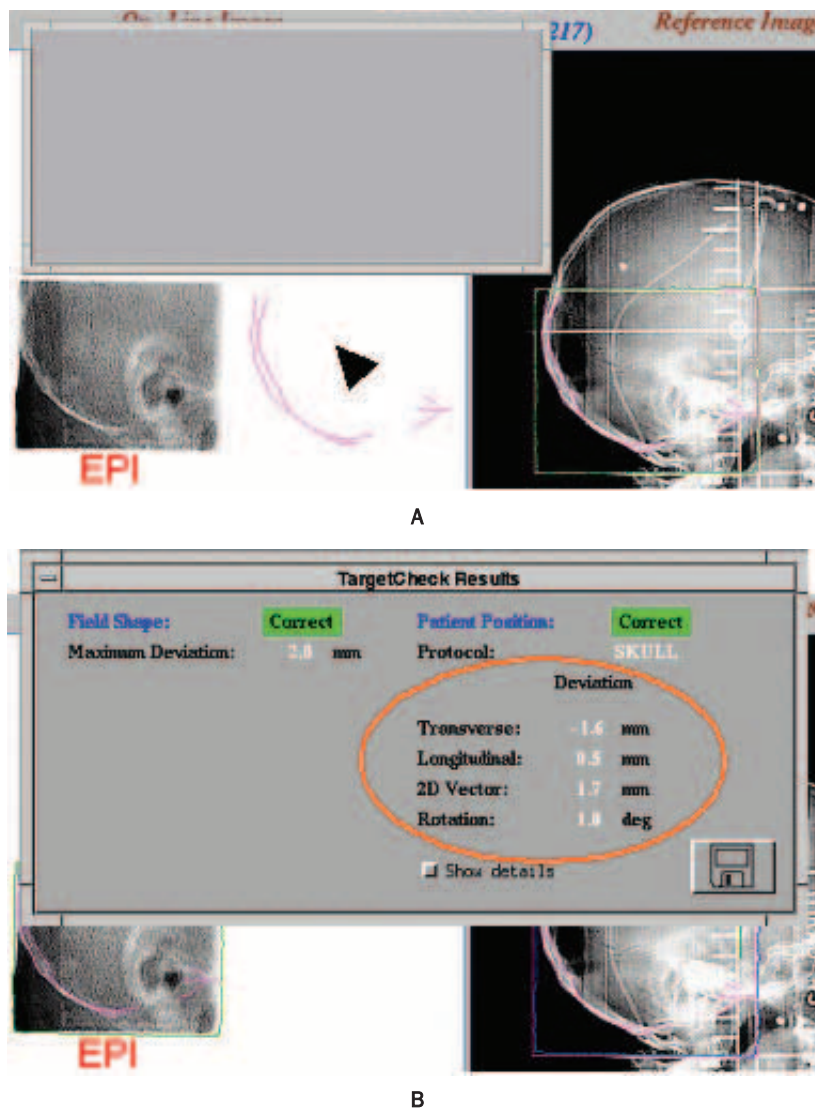 217)
Reference Imag
EPI
A
TargetCheck Results
Field Shape: Correct Patient Position: Correct
Maximum Deviation: 2.0 mm Protocol: SKULL
Deviation
Transverse: -1.6 mm
Longitudinal: 0.5 mm
2D Vector: 1.7 mm
Rotation: 1.0 deg
Show details
EPI
B